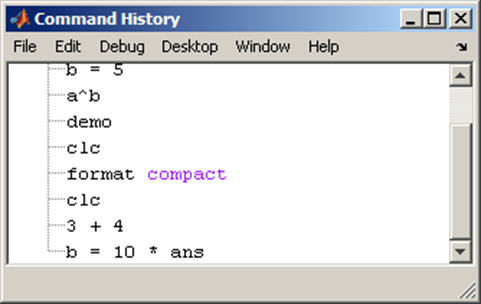 Command History
File Edit Debug Desktop Window Help
b = 5
a^b
demo
clc
format compact
clc
3 + 4
b = 10 * ans